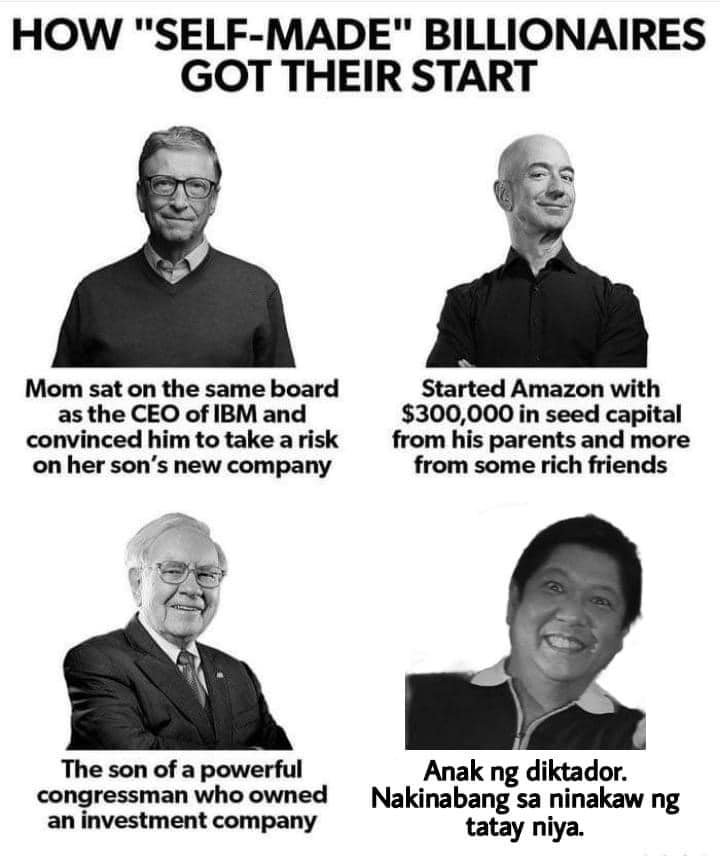 HOW "SELF-MADE" BILLIONAIRES
GOT THEIR START
Mom sat on the same board
as the CEO of IBM and
convinced him to take a risk
on her son's new company
Started Amazon with
$300,000 in seed capital
from his parents and more
from some rich friends
The son of a powerful
congressman who owned
an investment company
Anak ng diktador.
Nakinabang sa ninakaw ng
tatay niya.